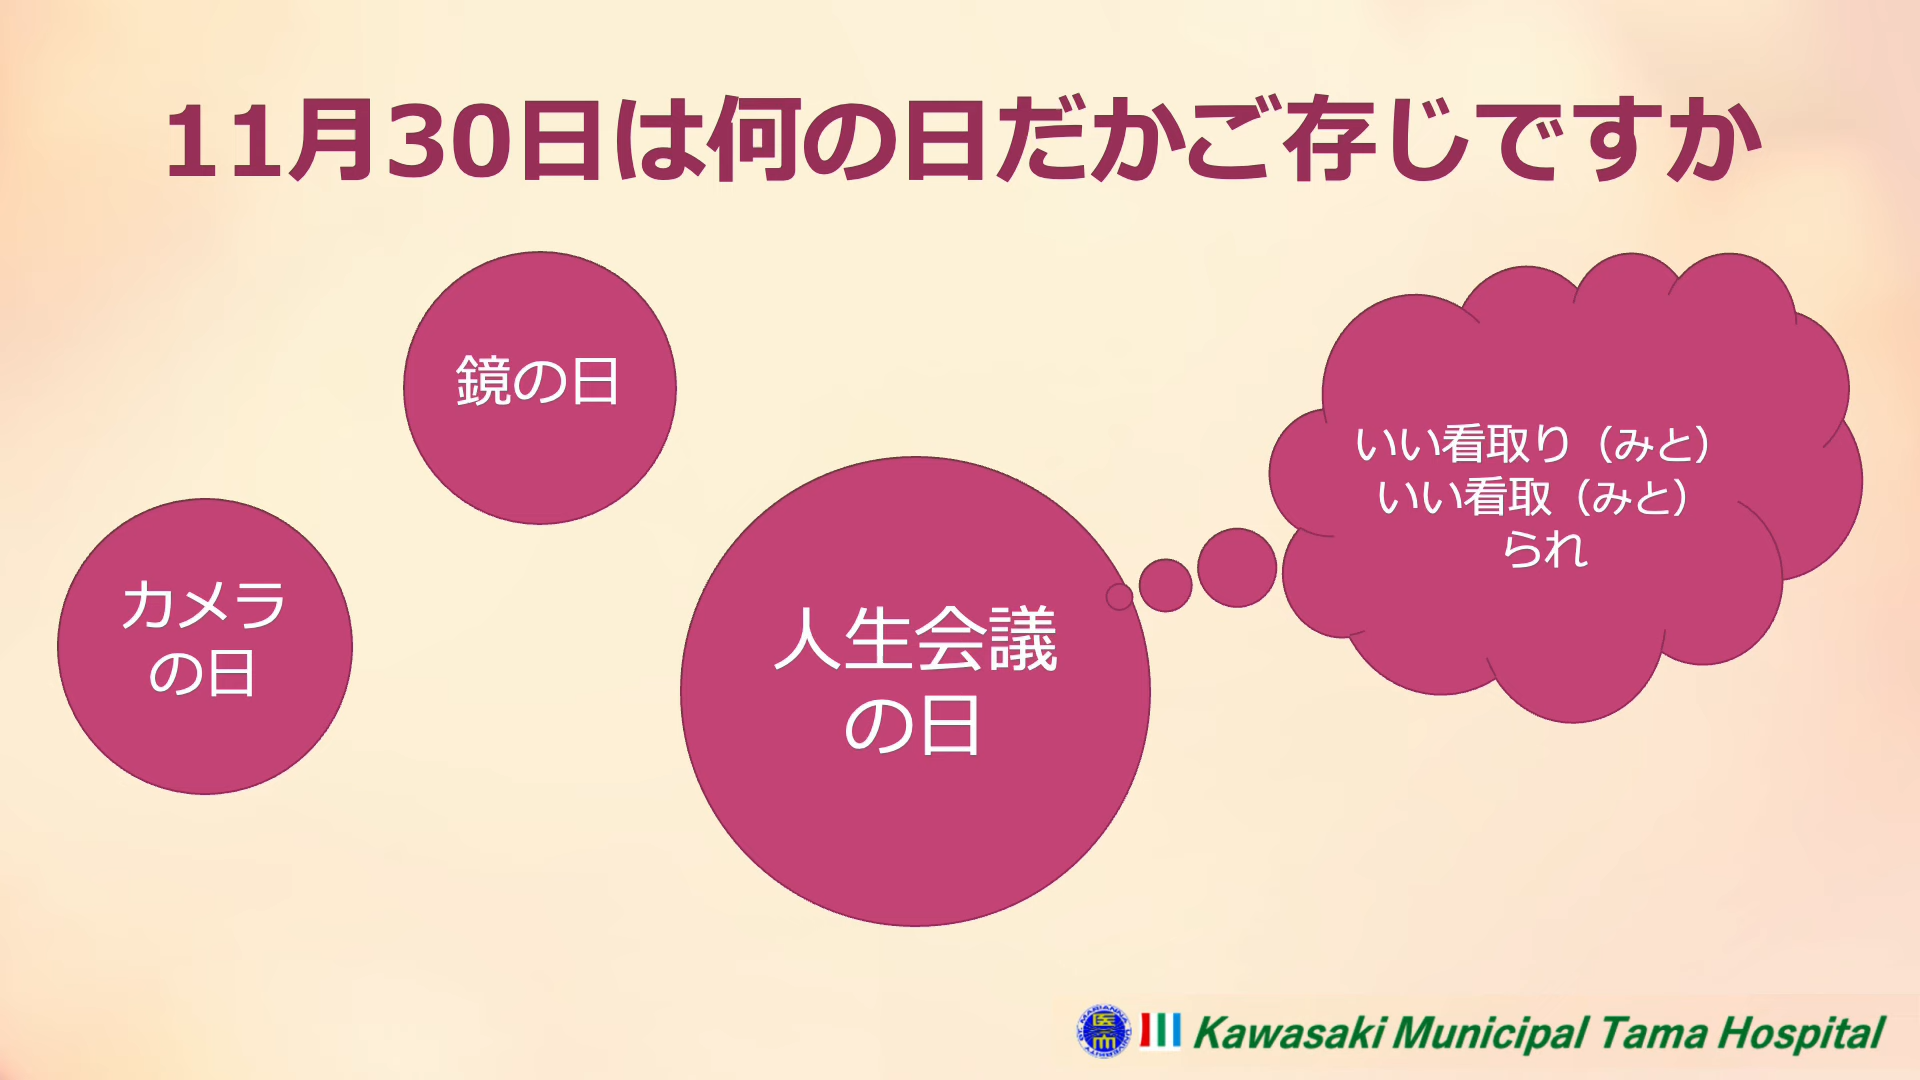 11月30日は何の日だかご存じですか
鏡の日
カメラ
の日
人生会議
の日
いい看取り（みと）
いい看取（みと）
られ
Kawasaki Municipal Tama Hospital